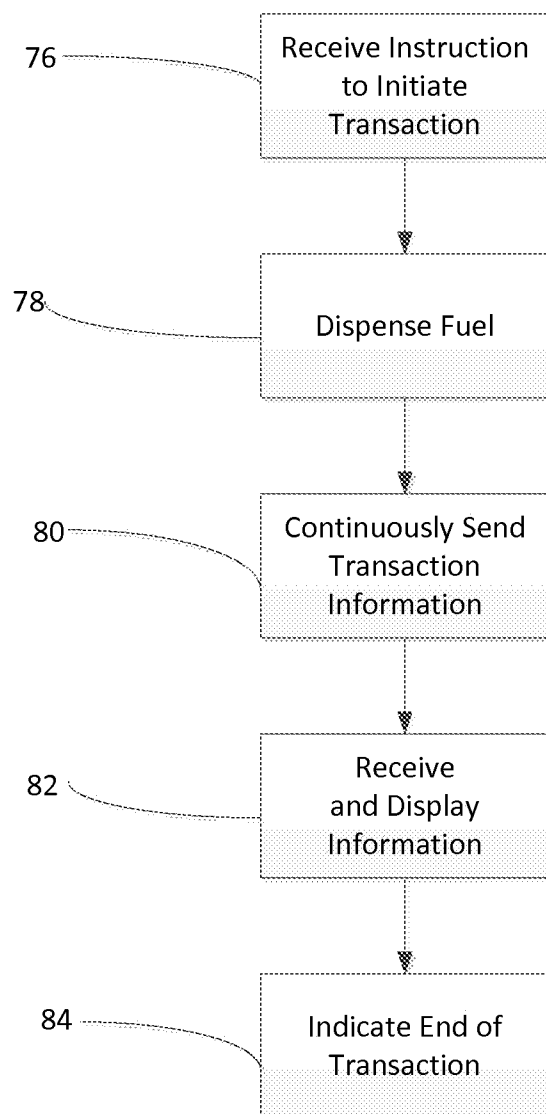 76
Receive Instruction
to Initiate
Transaction
78
Dispense Fuel
80
Continuously Send
Transaction
Information
82
Receive
and Display
Information
84
Indicate End of
Transaction